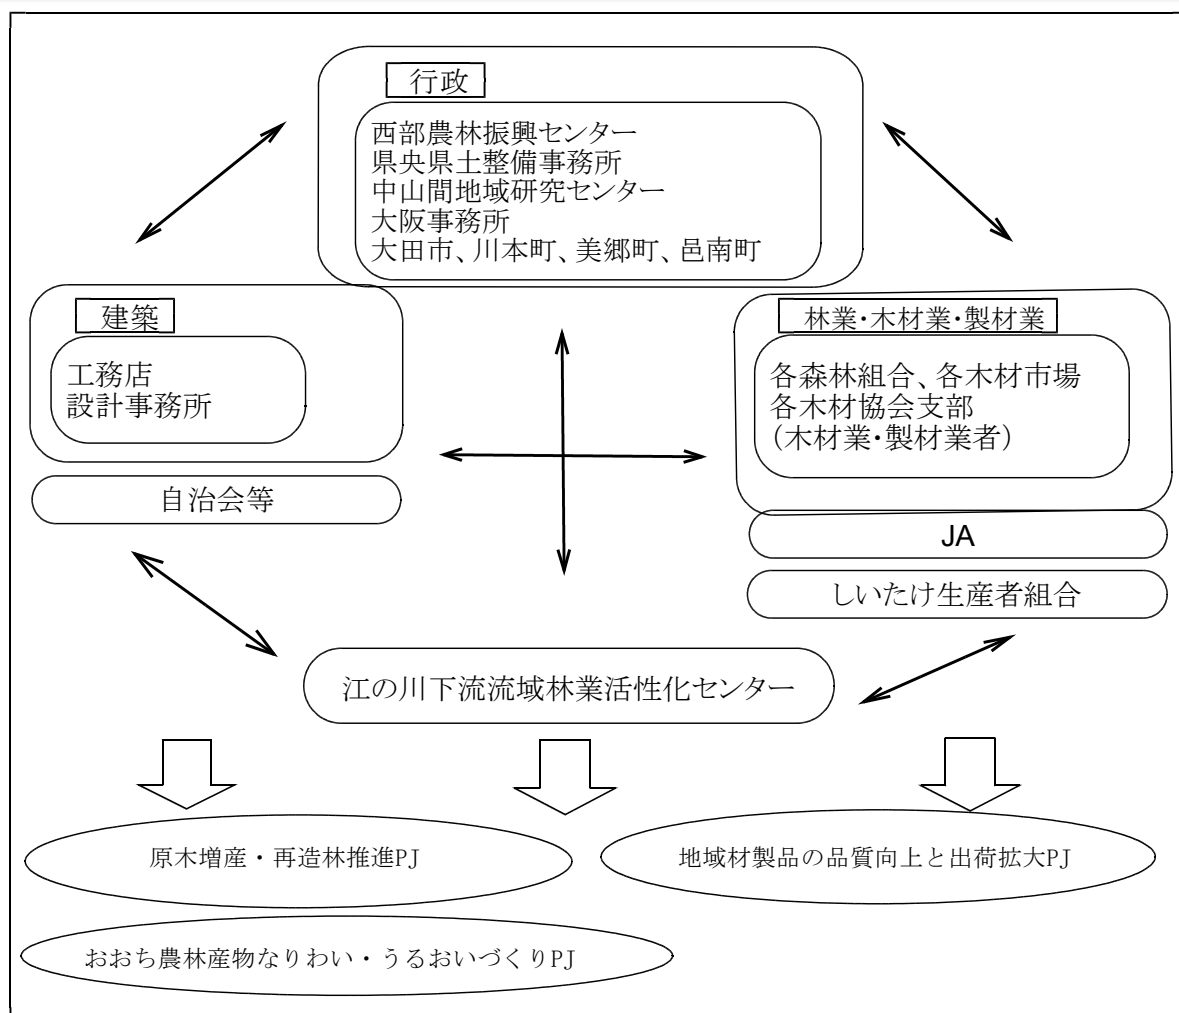 行政
西部農林振興センター
県央県土整備事務所
中山間地域研究センター
大阪事務所
大田市、川本町、美郷町、邑南町
建築
工務店
設計事務所
自治会等
林業・木材業・製材業
各森林組合、各木材市場
各木材協会支部
（木材業・製材業者）
JA
しいたけ生産者組合
江の川下流流域林業活性化センター
原木増産・再造林推進PJ
地域材製品の品質向上と出荷拡大PJ
おおち農林産物なりわい・うるおいづくりPJ